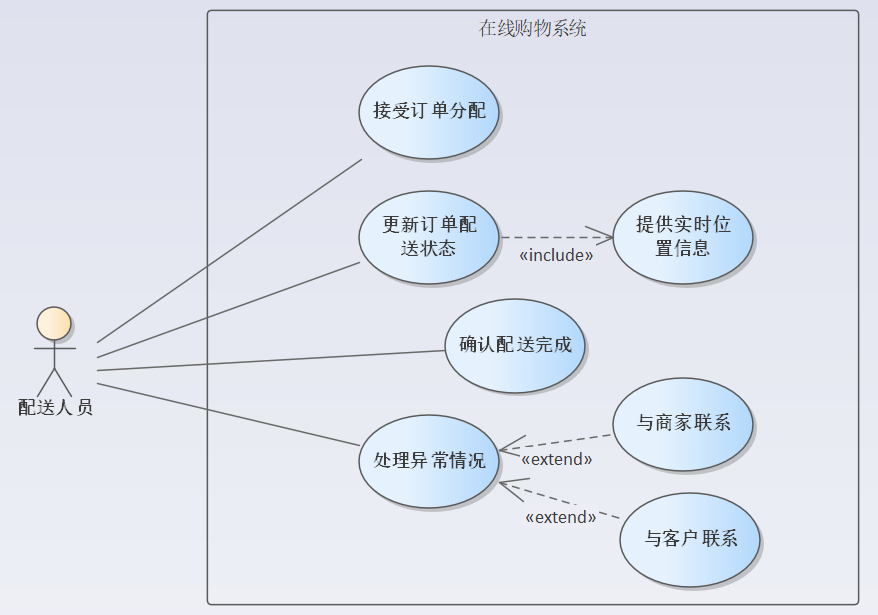 在线购物系统
接受订单分配
更新订单配
送状态
«include»
提供实时位
置信息
确认配送完成
配送人员
处理异常情况
«extend»
与商家联系
«extend»
与客户联系